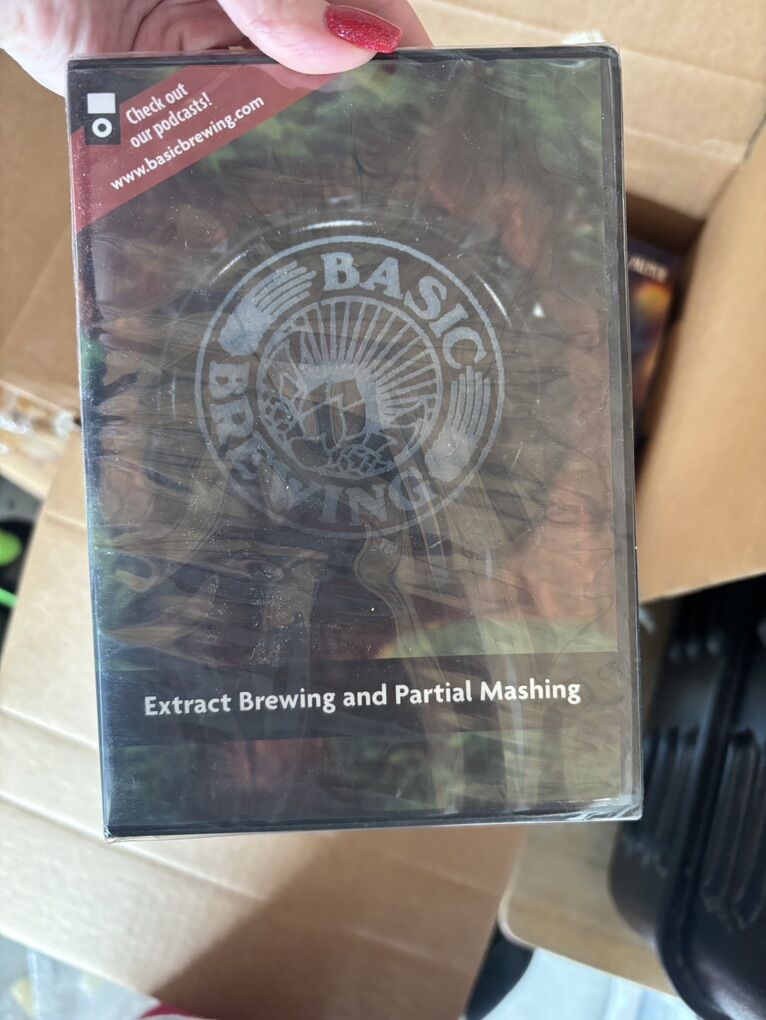 Check out
our podcasts!
www.basicbrewing.com
BASIC
BREWING
Extract Brewing and Partial Mashing